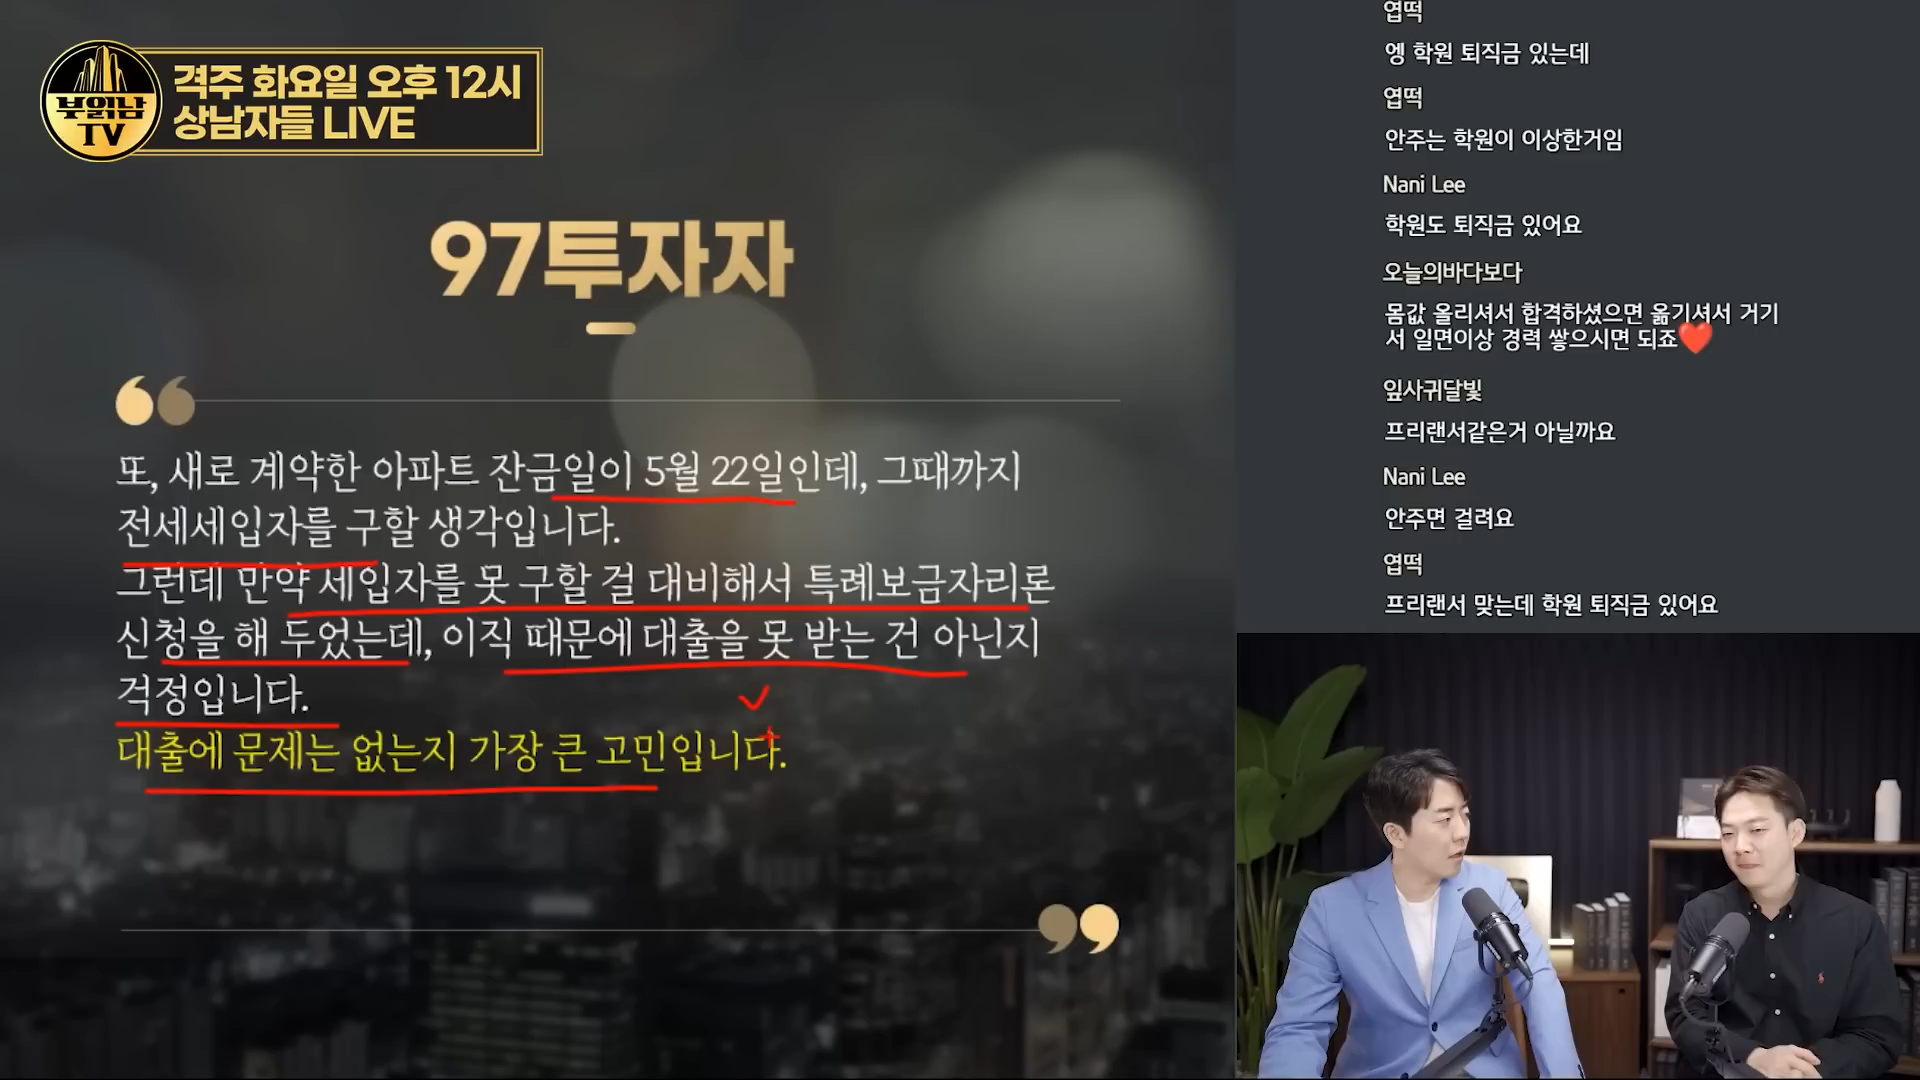 부읽남
TV
격주 화요일 오후 12시
상남자들 LIVE
97투자자
또, 새로 계약한 아파트 잔금일이 5월 22일인데, 그때까지
전세세입자를 구할 생각입니다.
그런데 만약 세입자를 못 구할 걸 대비해서 특례보금자리론
신청을 해 두었는데, 이직 때문에 대출을 못 받는 건 아닌지
걱정입니다.
대출에 문제는 없는지 가장 큰 고민입니다.
엽떡
엥 학원 퇴직금 있는데
엽떡
안주는 학원이 이상한거임
Nani Lee
학원도 퇴직금 있어요
오늘의바다보다
몸값 올리셔서 합격하셨으면 옮기셔서 거기
서 일면이상 경력 쌓으시면 되죠❤️
잎사귀달빛
프리랜서같은거 아닐까요
Nani Lee
안주면 걸려요
엽떡
프리랜서 맞는데 학원 퇴직금 있어요